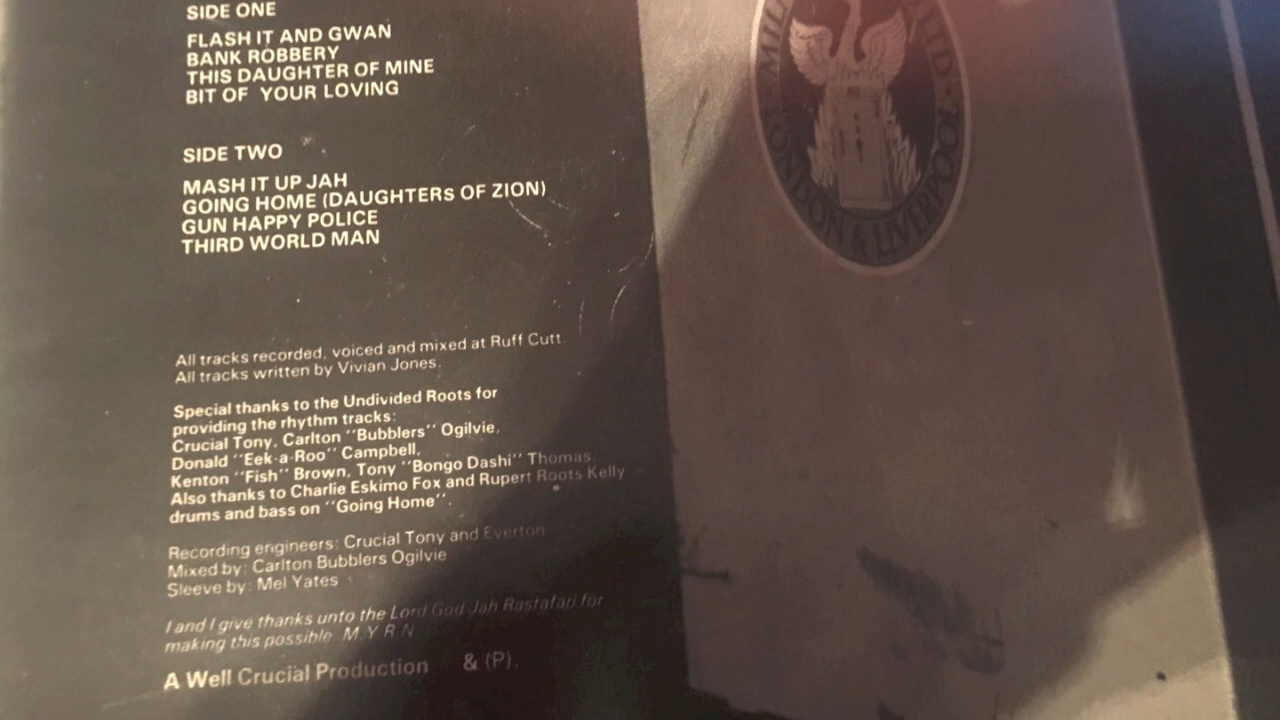 SIDE ONE
FLASH IT AND GWAN
BANK ROBBERY
THIS DAUGHTER OF MINE
BIT OF YOUR LOVING
SIDE TWO
MASH IT UP JAH
GOING HOME (DAUGHTERS OF ZION)
GUN HAPPY POLICE
THIRD WORLD MAN
All tracks recorded, voiced and mixed at Ruff Cutt.
All tracks written by Vivian Jones.
Special thanks to the Undivided Roots for
providing the rhythm tracks:
Crucial Tony, Carlton "Bubblers" Ogilvie,
Donald "Eek-a-Roo" Campbell,
Kenton "Fish" Brown, Tony "Bongo Dashi" Thomas
Also thanks to Charlie Eskimo Fox and Rupert Roots Kelly
drums and bass on "Going Home".
Recording engineers: Crucial Tony and Everton
Mixed by: Carlton Bubblers Ogilvie
Sleeve by: Mel Yates
I and I give thanks unto the Lord God Jah Rastafari for
making this possible. M.Y.R.N
A Well Crucial Production & (P).
LONDON & LIVERPOOL